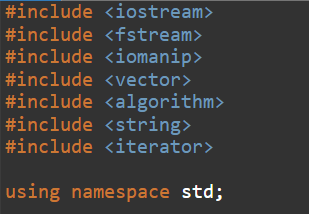 #include <iostream>
#include <fstream>
#include <iomanip>
#include <vector>
#include <algorithm>
#include <string>
#include <iterator>
using namespace std;